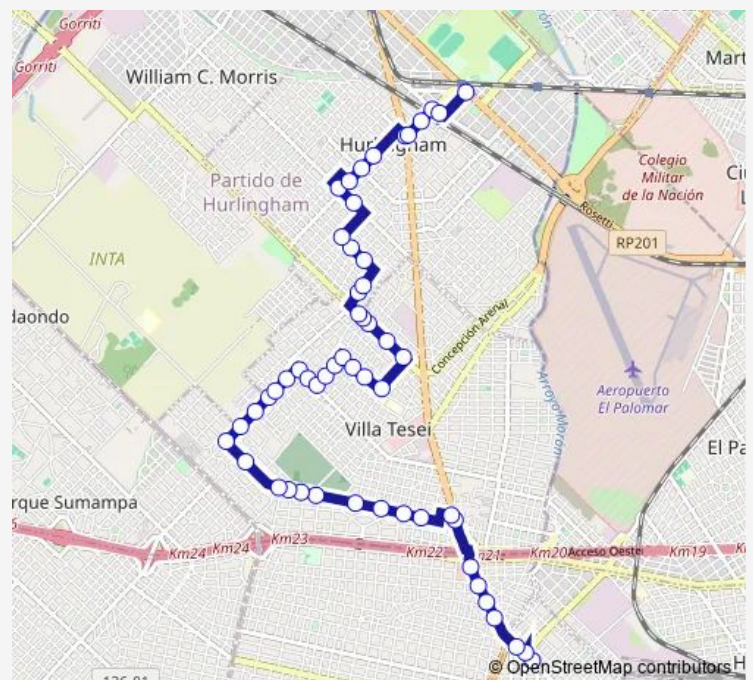 Gorriti
Gorriti
William C. Morris
Mart
Hurlingham
Colegio
Militar
de la Nación
Partido de
Hurlingham
Rosetti
RP201
INTA
Concepción Arenal
Aeropuerto
El Palomar
Arroyo Morón
Villa Tesei
El Pa
rque Sumampa
Km24
Km24
Km23
Km22
Km20
Acceso Oeste
Km19
© OpenStreetMap contributors